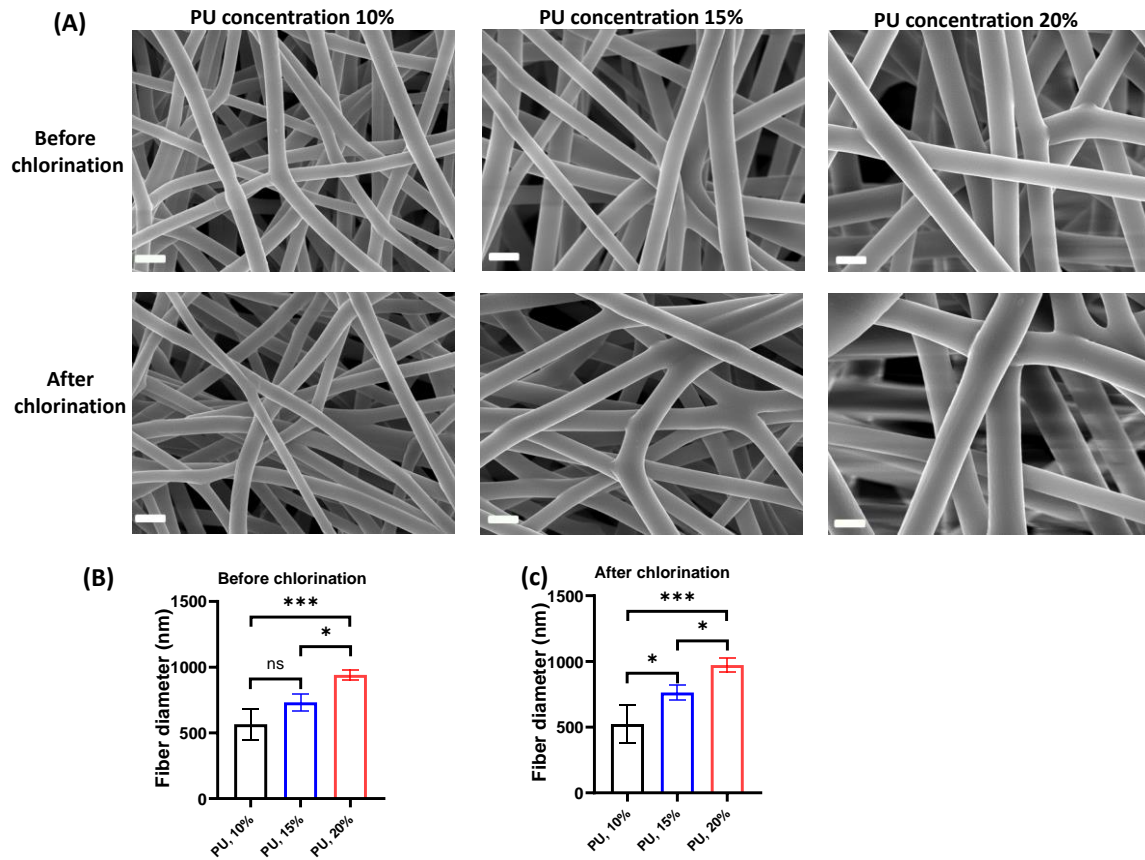 (A)
PU concentration 10%
PU concentration 15%
PU concentration 20%
Before
chlorination
After
chlorination
(B)
Before chlorination
Fiber diameter (nm)
1500
1000
500
0
***
*
ns
PU, 10%
PU, 15%
PU, 20%
(c)
After chlorination
Fiber diameter (nm)
1500
1000
500
0
***
*
*
PU, 10%
PU, 15%
PU, 20%